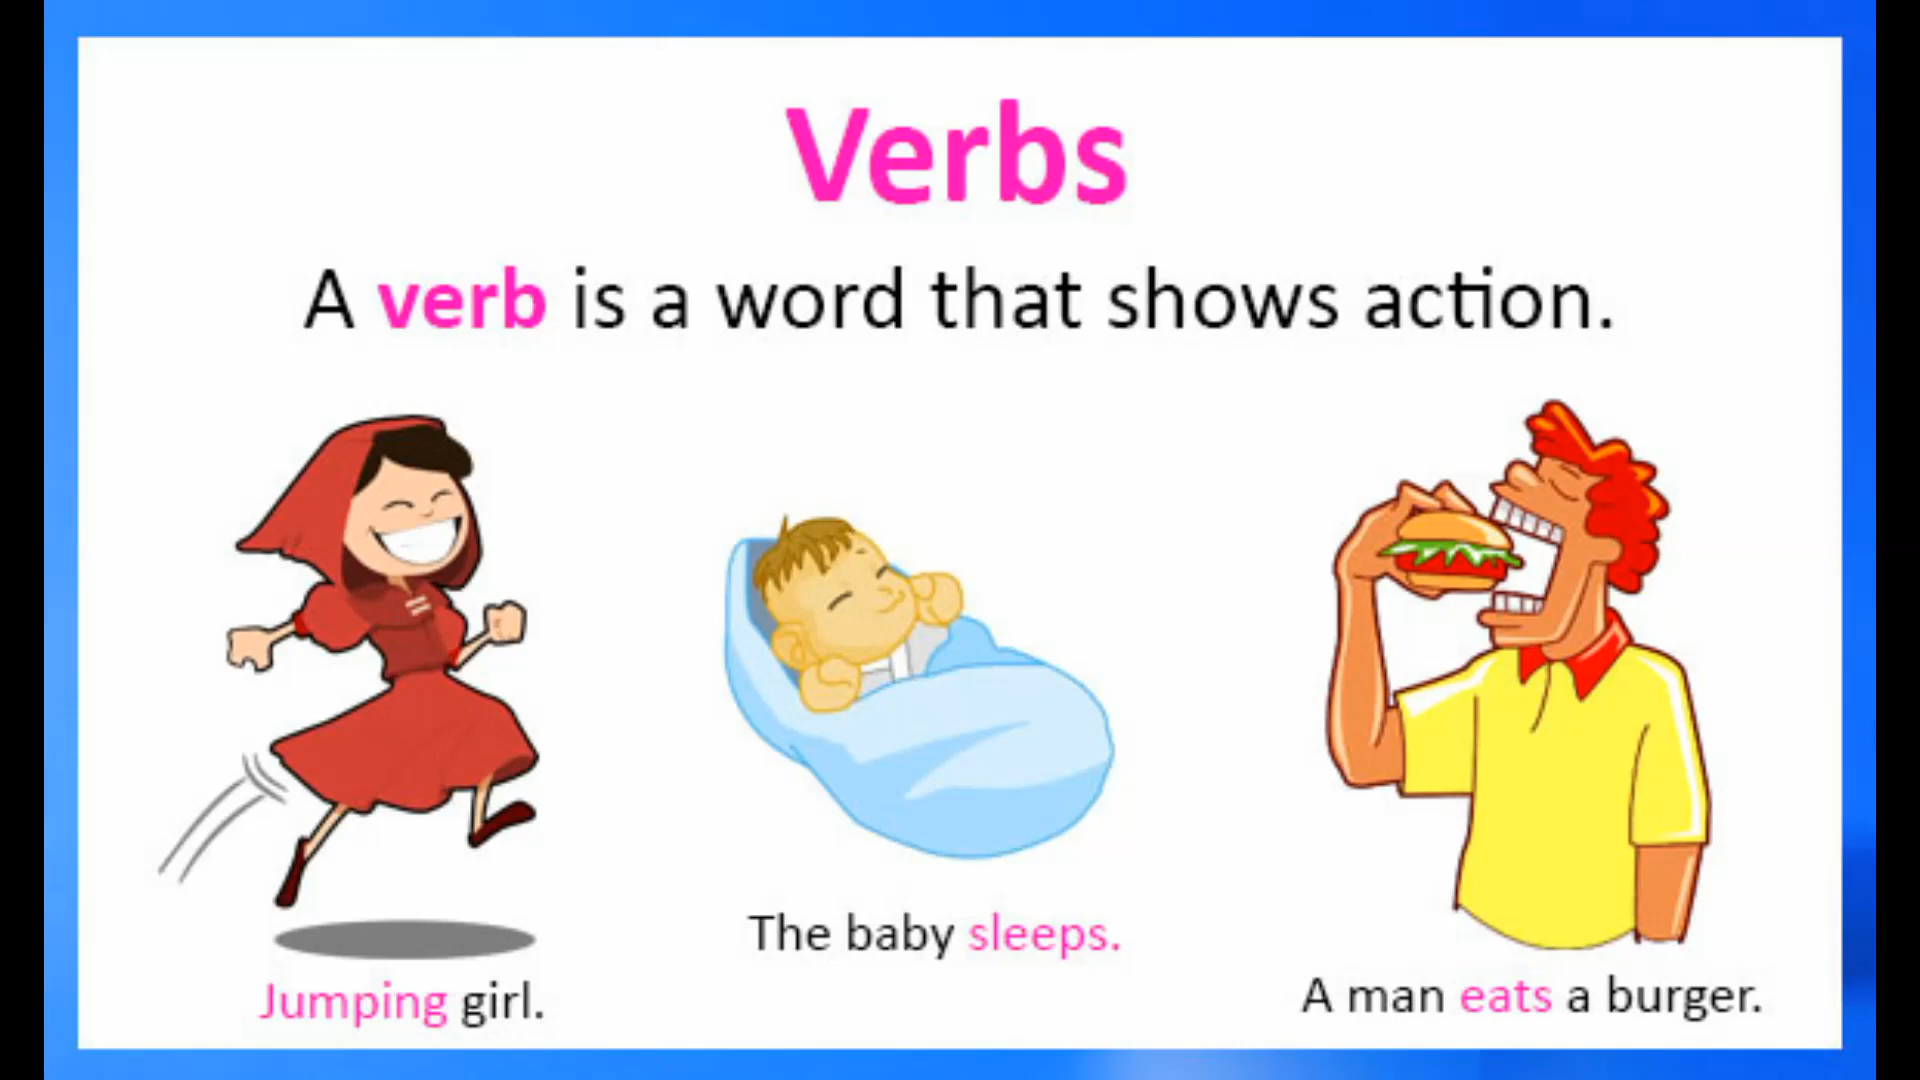 Verbs
A verb is a word that shows action.
Jumping girl.
The baby sleeps.
A man eats a burger.